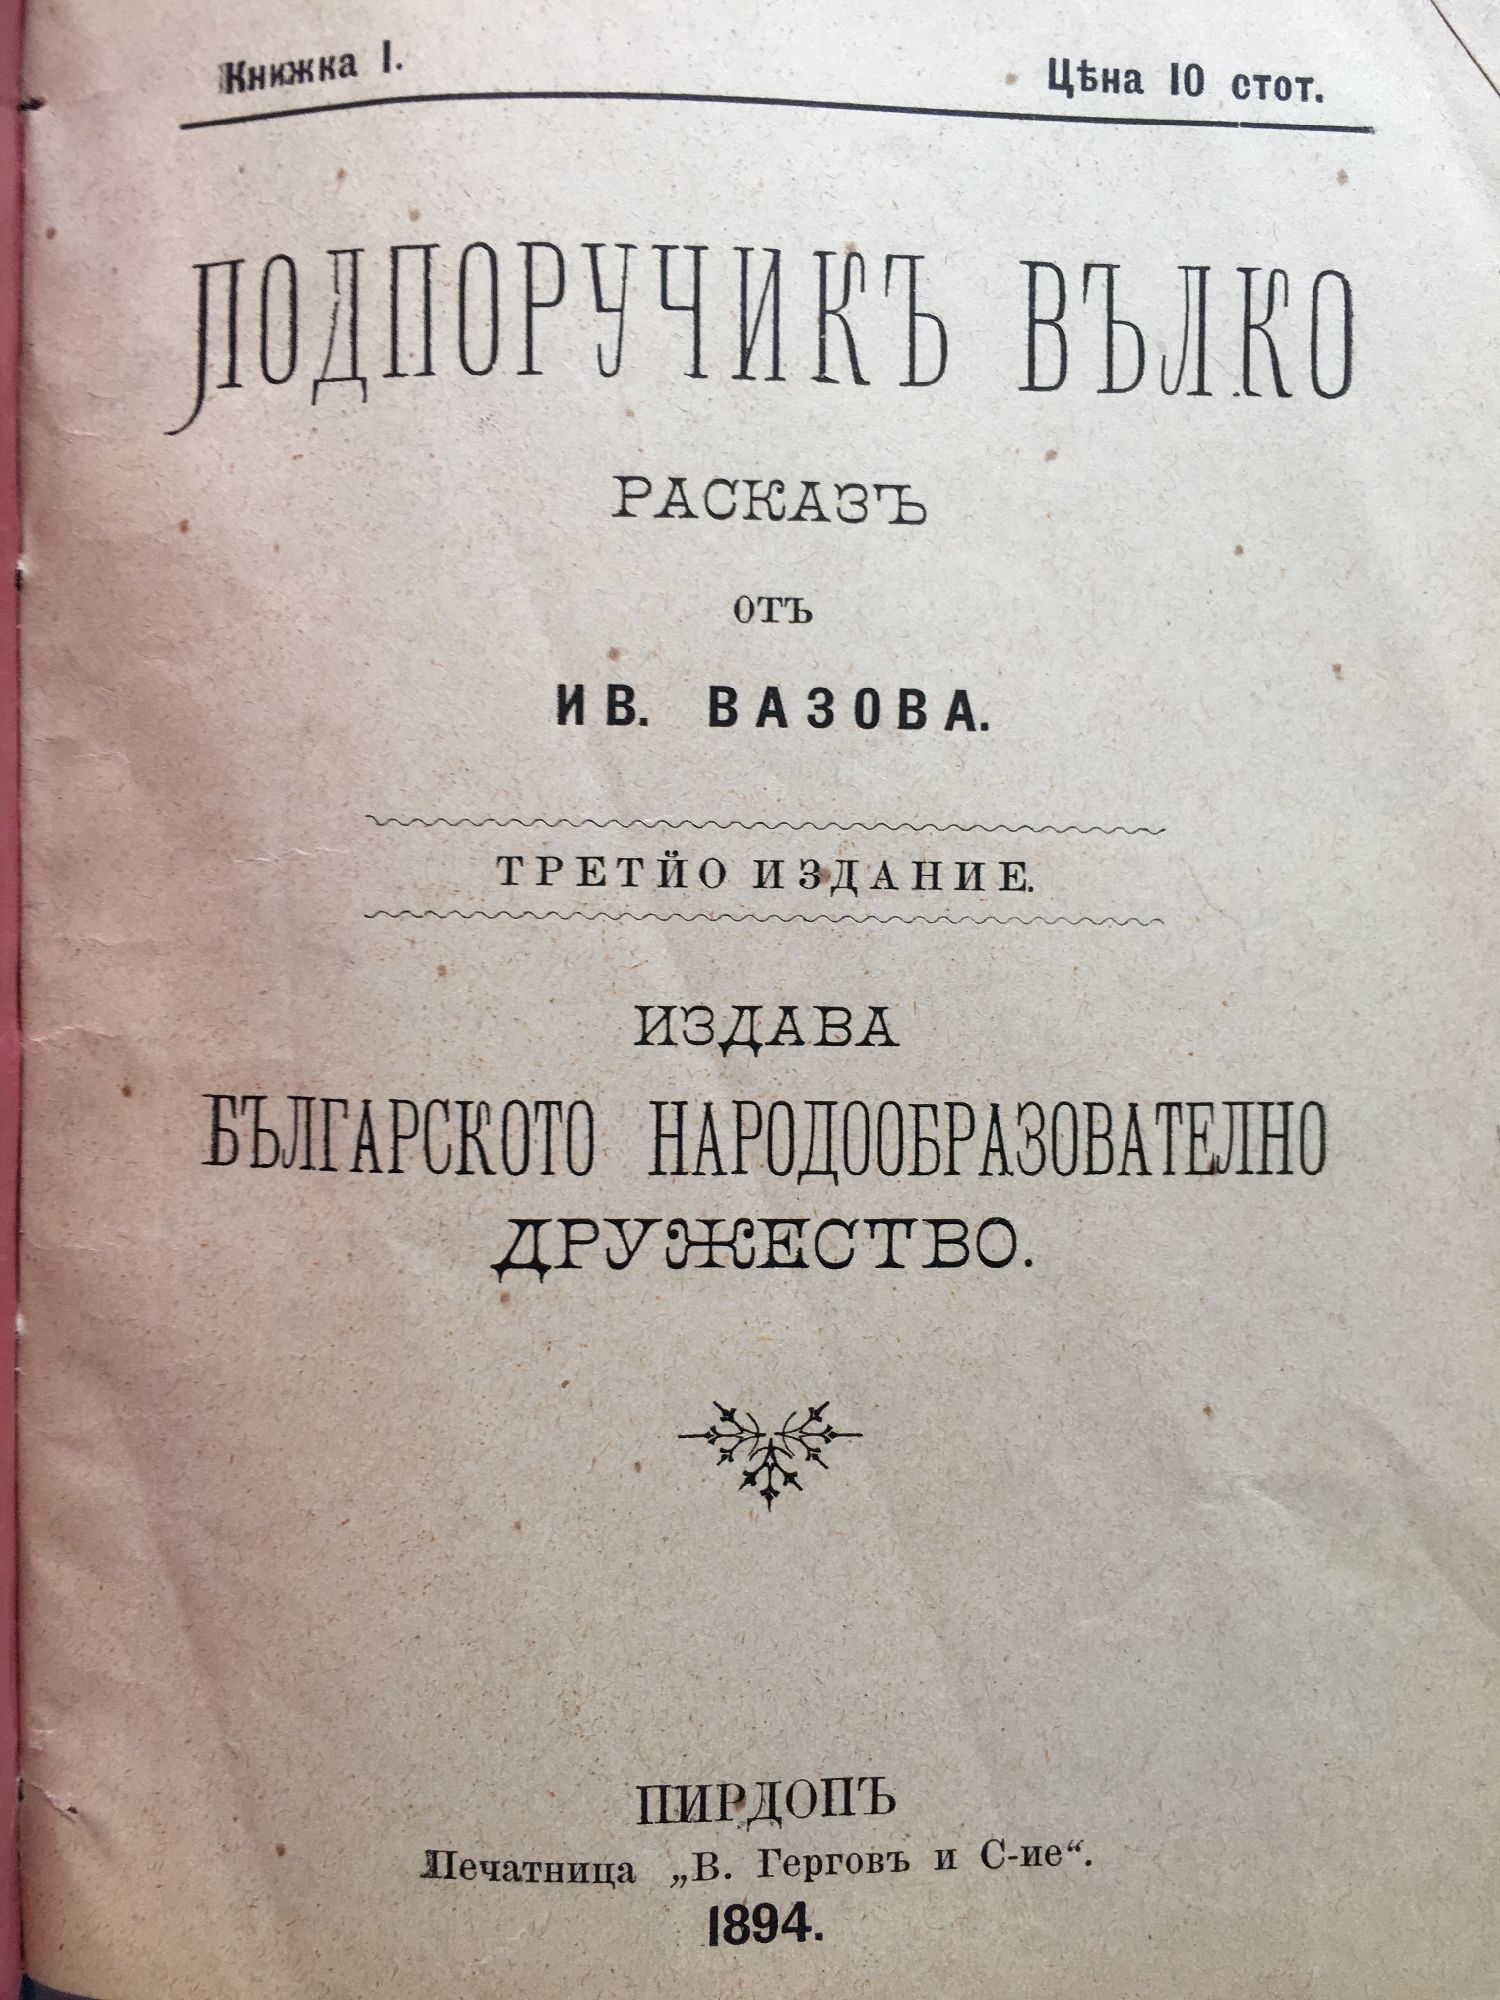 Книжка I.
Цѣна 10 стот.
ПОДПОРУЧИКЪ ВЪЛКО
РАСКАЗЪ
отъ
ИВ. ВАЗОВА.
ТРЕТЙО ИЗДАНИЕ.
ИЗДАВА
БЪЛГАРСКОТО НАРОДООБРАЗОВАТЕЛНО
ДРУЖЕСТВО.
ПИРДОПЪ
Печатница „В. Герговъ и С-ие“.
1894.